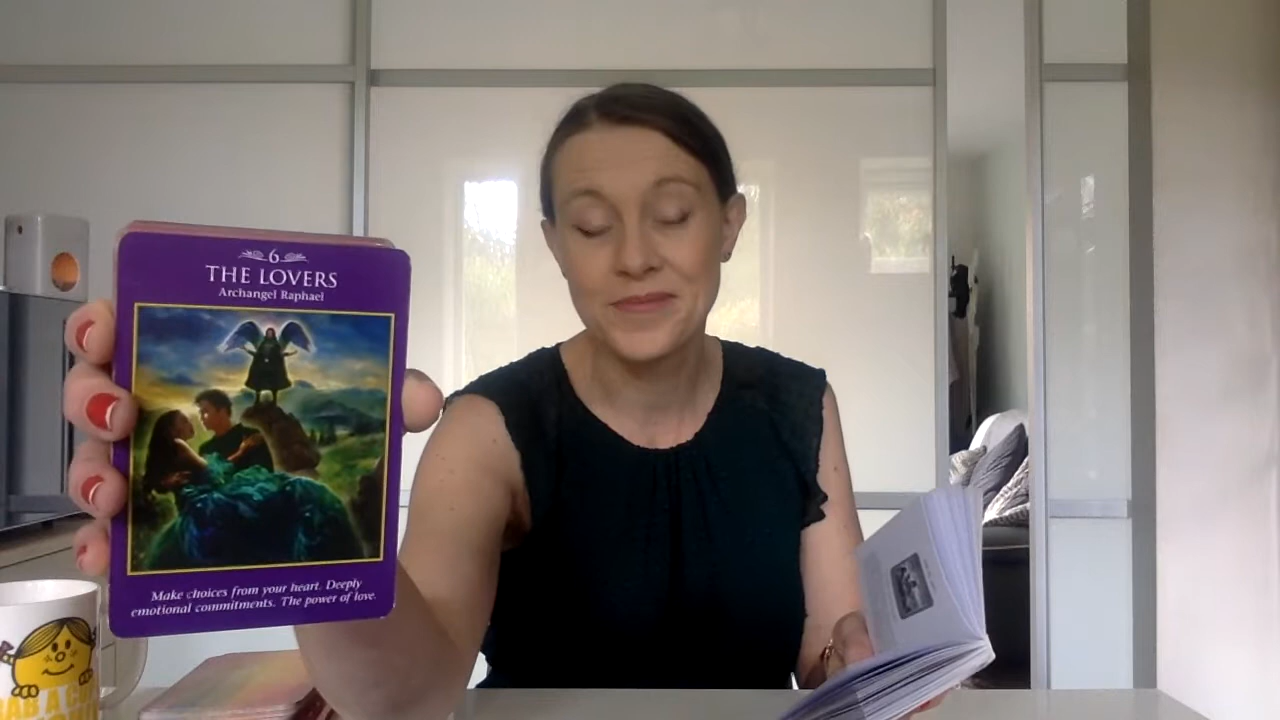 6
THE LOVERS
Archangel Raphael
Make choices from your heart. Deeply
emotional commitments. The power of love.